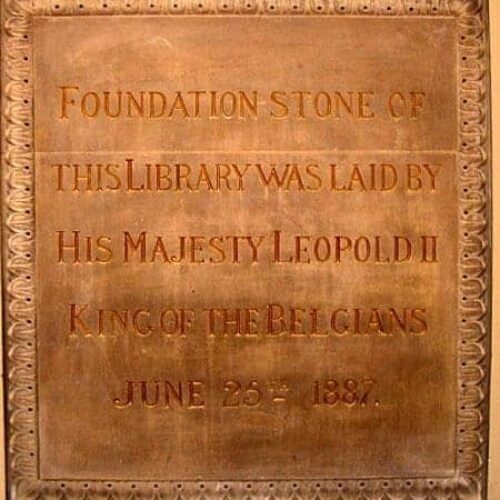 FOUNDATION STONE OF
THIS LIBRARY WAS LAID BY
HIS MAJESTY LEOPOLD II
KING OF THE BELGIANS
JUNE 25TH 1887.